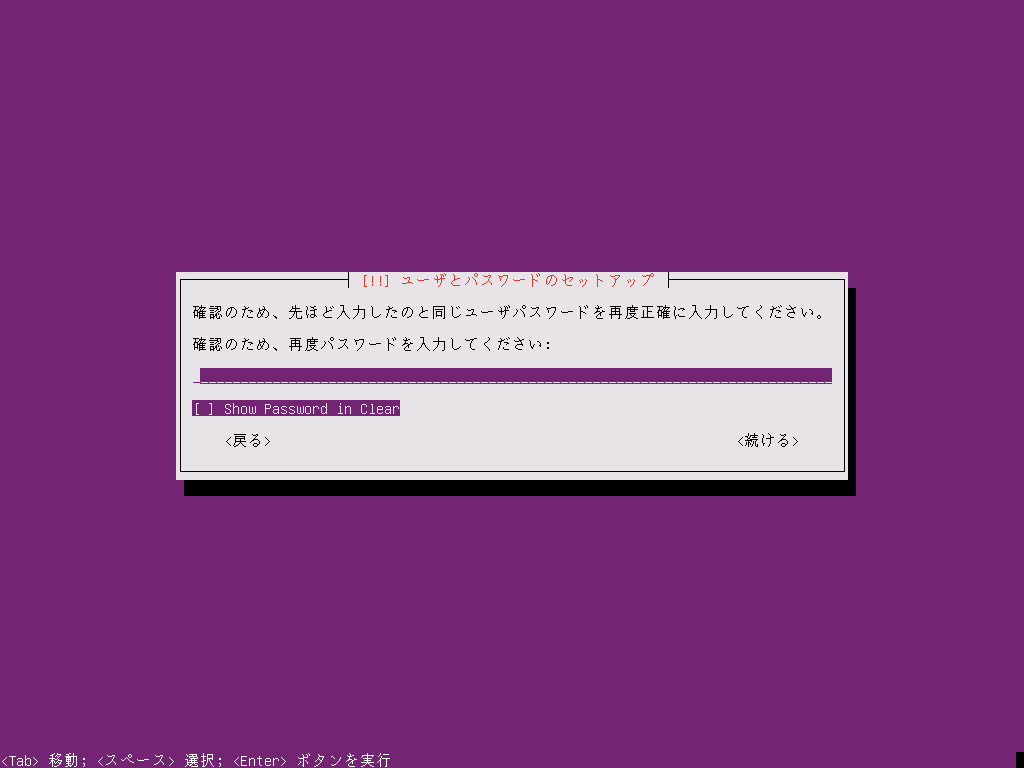 [!!] ユーザとパスワードのセットアップ
確認のため、先ほど入力したのと同じユーザパスワードを再度正確に入力してください。
確認のため、再度パスワードを入力してください:
[ ] Show Password in Clear
<戻る> <続ける>
<Tab> 移動; <スペース> 選択; <Enter> ボタンを実行